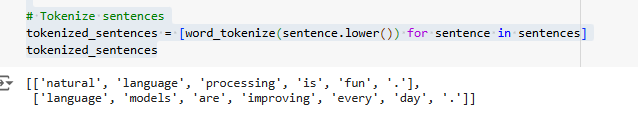 # Tokenize sentences
tokenized_sentences = [word_tokenize(sentence.lower()) for sentence in sentences]
tokenized_sentences
[['natural', 'language', 'processing', 'is', 'fun', '.'],
 ['language', 'models', 'are', 'improving', 'every', 'day', '.']]